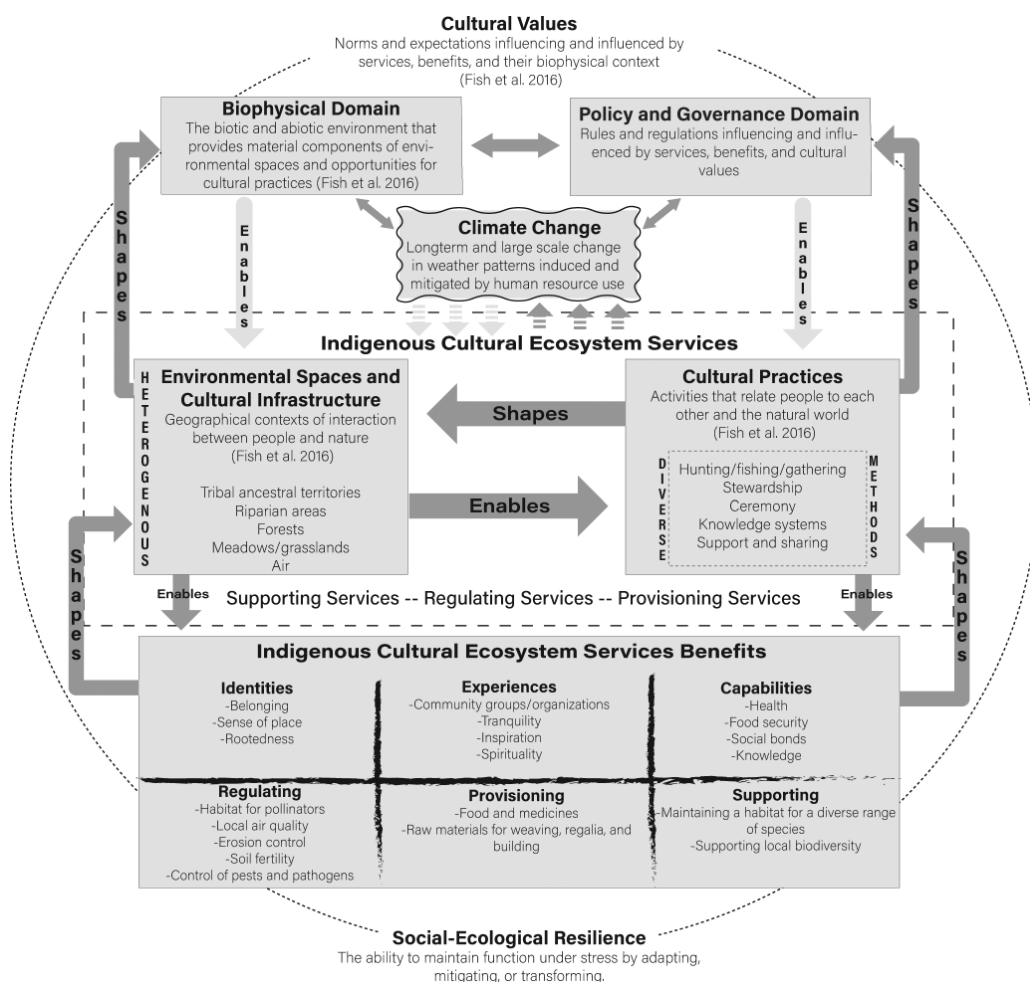 Cultural Values
Norms and expectations influencing and influenced by
services, benefits, and their biophysical context
(Fish et al. 2016)
Biophysical Domain
The biotic and abiotic environment that
provides material components of envi-
ronmental spaces and opportunities for
cultural practices (Fish et al. 2016)
Policy and Governance Domain
Rules and regulations influencing and influ-
enced by services, benefits, and cultural
values
Shapes
Enables
Climate Change
Longterm and large scale change
in weather patterns induced and
mitigated by human resource use
Enables
Shapes
Indigenous Cultural Ecosystem Services
HETEROGENOUS
Environmental Spaces and
Cultural Infrastructure
Geographical contexts of interaction
between people and nature
(Fish et al. 2016)
Tribal ancestral territories
Riparian areas
Forests
Meadows/grasslands
Air
Shapes
Enables
Cultural Practices
Activities that relate people to each
other and the natural world
(Fish et al. 2016)
DIVERSE
Hunting/fishing/gathering
Stewardship
Ceremony
Knowledge systems
Support and sharing
METHODS
Shapes
Enables
Supporting Services -- Regulating Services -- Provisioning Services
Enables
Shapes
Indigenous Cultural Ecosystem Services Benefits
Identities
-Belonging
-Sense of place
-Rootedness
Experiences
-Community groups/organizations
-Tranquility
-Inspiration
-Spirituality
Capabilities
-Health
-Food security
-Social bonds
-Knowledge
Regulating
-Habitat for pollinators
-Local air quality
-Erosion control
-Soil fertility
-Control of pests and pathogens
Provisioning
-Food and medicines
-Raw materials for weaving, regalia, and
building
Supporting
-Maintaining a habitat for a diverse range
of species
-Supporting local biodiversity
Social-Ecological Resilience
The ability to maintain function under stress by adapting,
mitigating, or transforming.